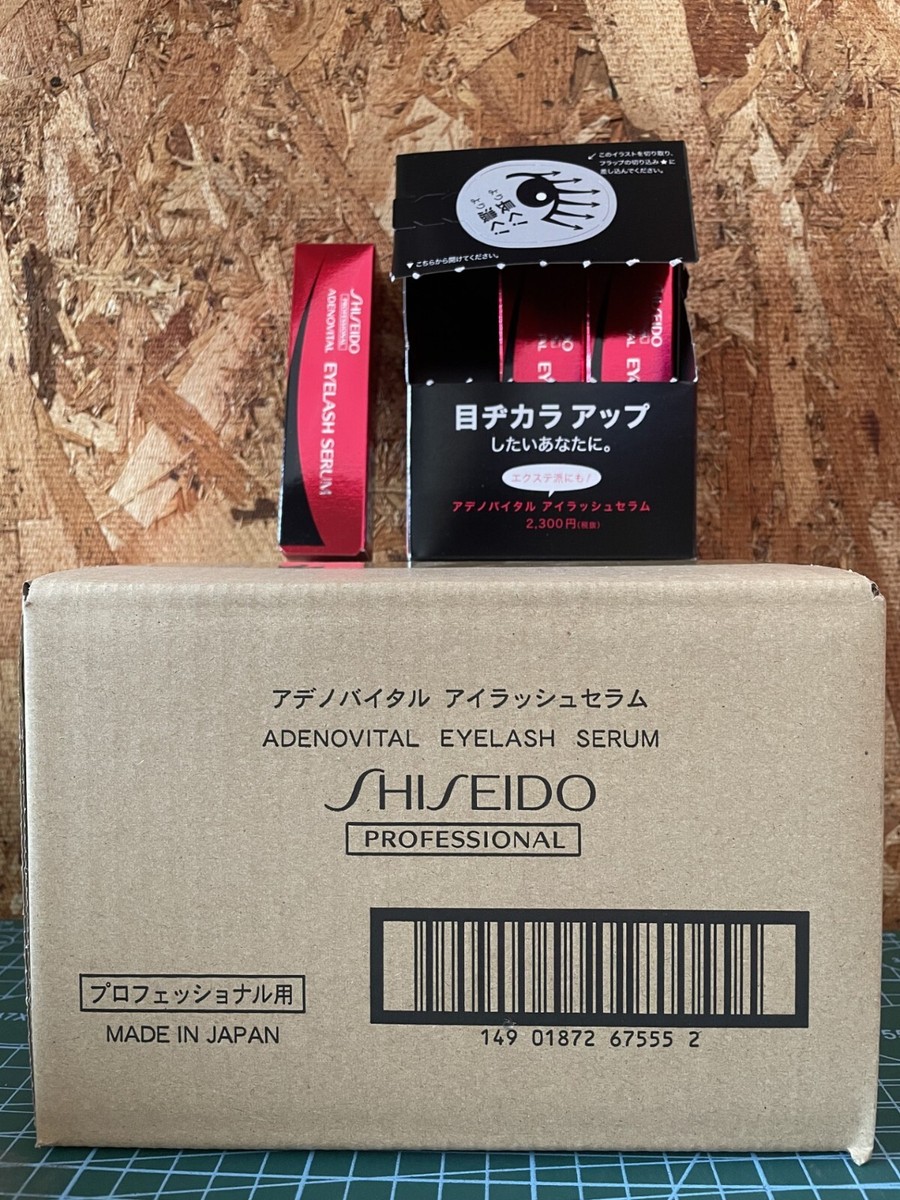 このイラストを切り取り、
フラップの切り込み★に
差し込んでください。
より長く!
より濃く!
▼こちらから開けてください。
SHISEIDO
PROFESSIONAL
ADENOVITAL EYELASH SERUM
目ヂカラ アップ
したいあなたに。
エクステ派にも!
アデノバイタル アイラッシュセラム
2,300円(税抜)
アデノバイタル アイラッシュセラム
ADENOVITAL EYELASH SERUM
SHISEIDO
PROFESSIONAL
プロフェッショナル用
MADE IN JAPAN
149 01872 67555 2